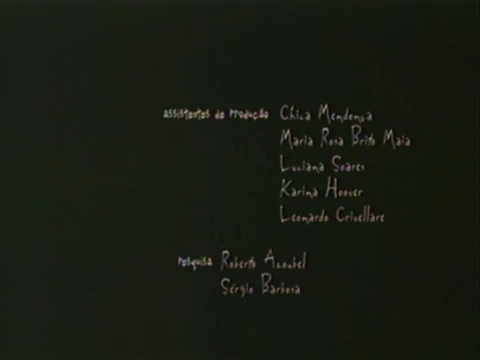 assistentes de produção Chica Mendonça
Maria Rosa Brito Maia
Luciana Soares
Karina Hoover
Leonardo Crivellare
pesquisa Roberto Azoubel
Sérgio Barbosa